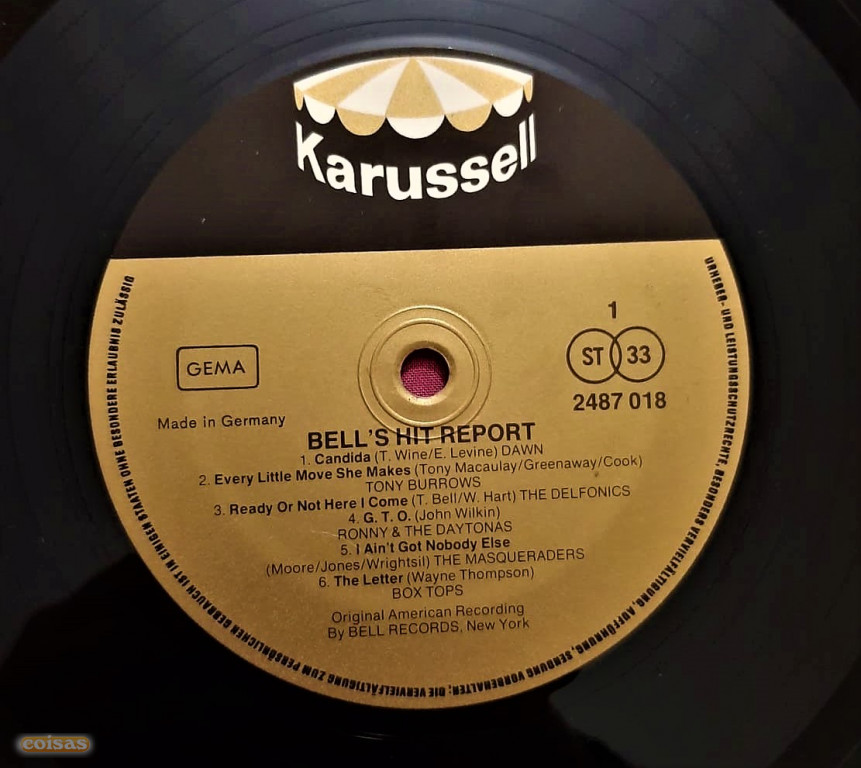 Karussell
1
ST 33
GEMA
2487 018
Made in Germany
BELL'S HIT REPORT
1. Candida (T. Wine/E. Levine) DAWN
2. Every Little Move She Makes (Tony Macaulay/Greenaway/Cook)
TONY BURROWS
3. Ready Or Not Here I Come (T. Bell/W. Hart) THE DELFONICS
4. G. T. O. (John Wilkin)
RONNY & THE DAYTONAS
5. I Ain't Got Nobody Else
(Moore/Jones/Wrightsil) THE MASQUERADERS
6. The Letter (Wayne Thompson)
BOX TOPS
Original American Recording
By BELL RECORDS, New York
URHEBER- UND LEISTUNGSSCHUTZRECHTE, BESONDERS VERVIELFÄLTIGUNG, AUFFÜHRUNG, SENDUNG VORBEHALTEN; DIE VERVIELFÄLTIGUNG ZUM PERSÖNLICHEN GEBRAUCH IST IN EINIGEN STAATEN OHNE BESONDERE ERLAUBNIS ZULÄSSIG
coisas